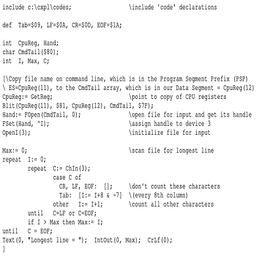 include c:\cxpl\codes;          \include 'code' declarations

def  Tab=$09, LF=$0A, CR=$0D, EOF=$1A;

int  CpuReg, Hand;
char CmdTail($80);
int  I, Max, C;

[\Copy file name on command line, which is in the Program Segment Prefix (PSP)
\ ES=CpuReg(11), to the CmdTail array, which is in our Data Segment = CpuReg(12)
CpuReg:= GetReg;                \point to copy of CPU registers
Blit(CpuReg(11), $81, CpuReg(12), CmdTail, $7F);
Hand:= FOpen(CmdTail, 0);       \open file for input and get its handle
FSet(Hand, ^I);                 \assign handle to device 3
OpenI(3);                       \initialize file for input

Max:= 0;                        \scan file for longest line
repeat  I:= 0;
        repeat  C:= ChIn(3);
                case C of
                  CR, LF, EOF:  [];     \don't count these characters
                  Tab:  [I:= I+8 & ~7]  \(every 8th column)
                other   I:= I+1;        \count all other characters
        until   C=LF or C=EOF;
        if I > Max then Max:= I;
until   C = EOF;
Text(0, "Longest line = ");  IntOut(0, Max);  CrLf(0);
]